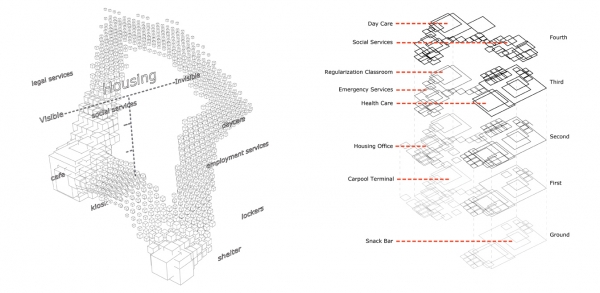 legal services
Housing
Invisible
Visible
social services
daycare
employment services
cafe
kiosk
lockers
shelter
Day Care
Social Services
Fourth
Regularization Classroom
Third
Emergency Services
Health Care
Second
Housing Office
Carpool Terminal
First
Ground
Snack Bar